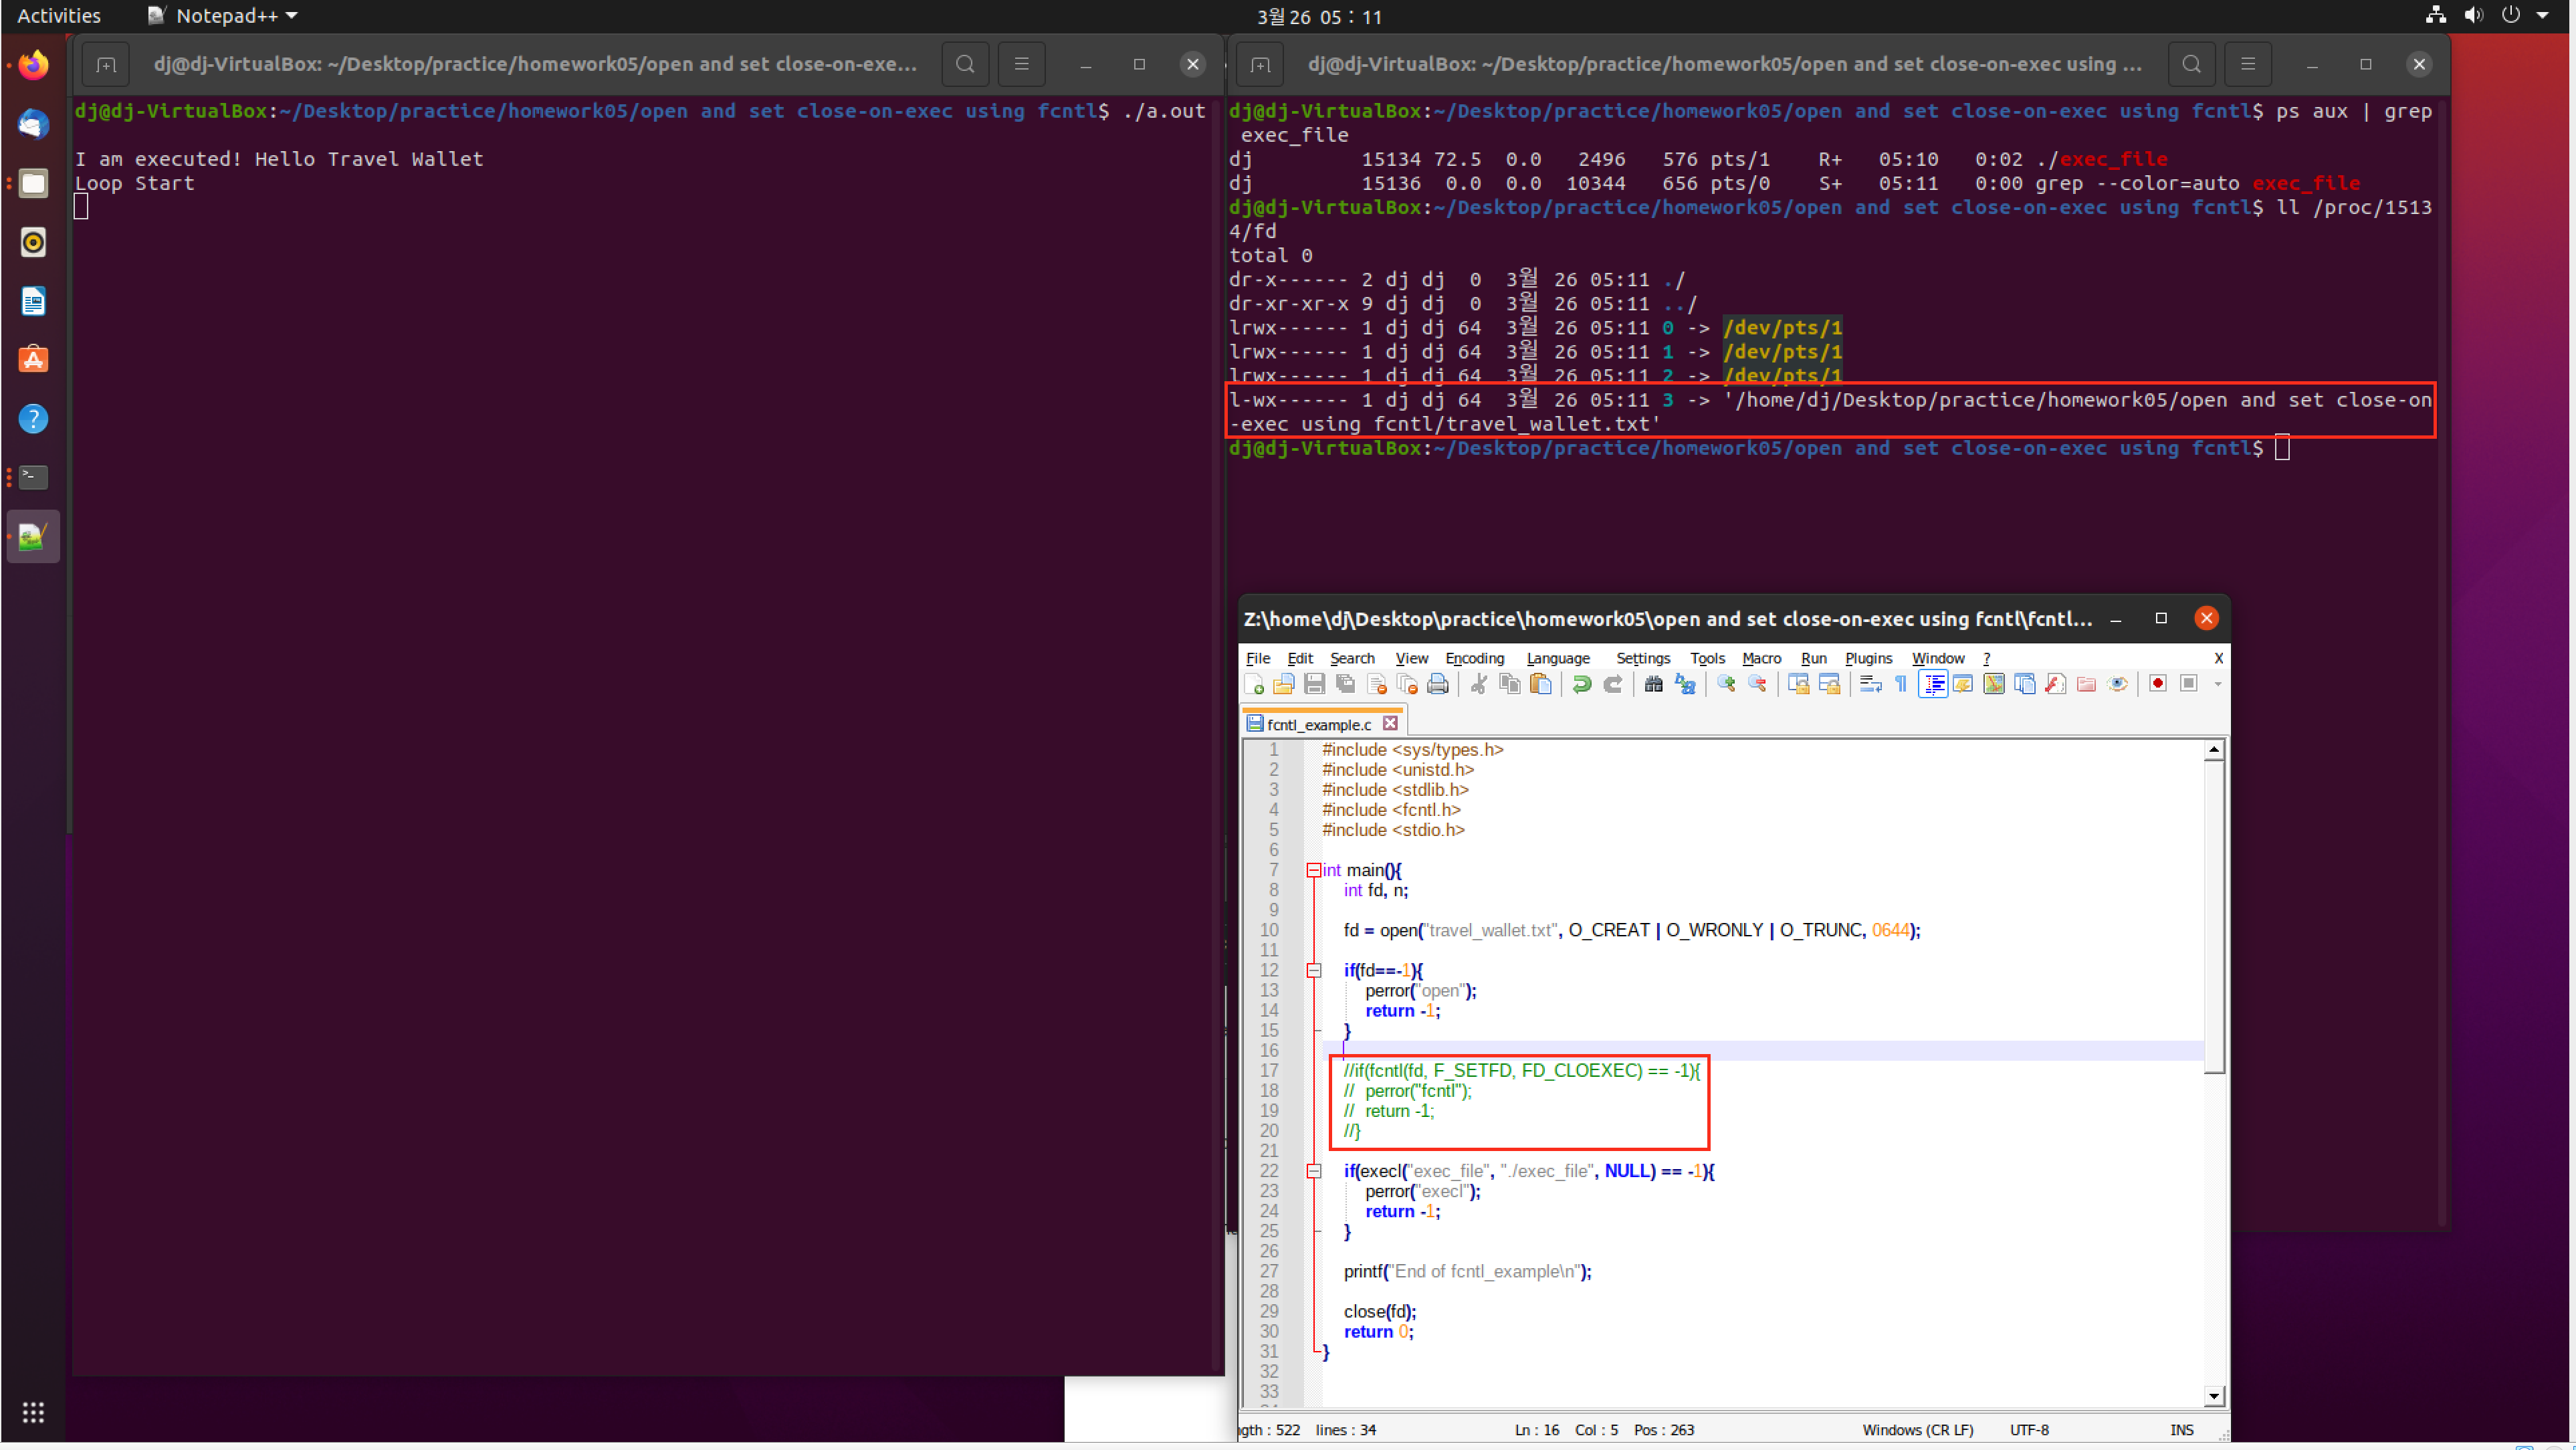 Activities
Notepad++
3월 26 05 : 11
dj@dj-VirtualBox: ~/Desktop/practice/homework05/open and set close-on-exe...
dj@dj-VirtualBox:~/Desktop/practice/homework05/open and set close-on-exec using fcntl$ ./a.out
I am executed! Hello Travel Wallet
Loop Start
dj@dj-VirtualBox: ~/Desktop/practice/homework05/open and set close-on-exec using ...
dj@dj-VirtualBox:~/Desktop/practice/homework05/open and set close-on-exec using fcntl$ ps aux | grep
exec_file
dj 15134 72.5 0.0 2496 576 pts/1 R+ 05:10 0:02 ./exec_file
dj 15136 0.0 0.0 10344 656 pts/0 S+ 05:11 0:00 grep --color=auto exec_file
dj@dj-VirtualBox:~/Desktop/practice/homework05/open and set close-on-exec using fcntl$ ll /proc/1513
4/fd
total 0
dr-x------ 2 dj dj 0 3월 26 05:11 ./
dr-xr-xr-x 9 dj dj 0 3월 26 05:11 ../
lrwx------ 1 dj dj 64 3월 26 05:11 0 -> /dev/pts/1
lrwx------ 1 dj dj 64 3월 26 05:11 1 -> /dev/pts/1
lrwx------ 1 dj dj 64 3월 26 05:11 2 -> /dev/pts/1
l-wx------ 1 dj dj 64 3월 26 05:11 3 -> '/home/dj/Desktop/practice/homework05/open and set close-on
-exec using fcntl/travel_wallet.txt'
dj@dj-VirtualBox:~/Desktop/practice/homework05/open and set close-on-exec using fcntl$
Z:\home\dj\Desktop\practice\homework05\open and set close-on-exec using fcntl\fcntl...
File Edit Search View Encoding Language Settings Tools Macro Run Plugins Window ? X
fcntl_example.c
1 #include <sys/types.h>
2 #include <unistd.h>
3 #include <stdlib.h>
4 #include <fcntl.h>
5 #include <stdio.h>
6
7 int main(){
8 int fd, n;
9
10 fd = open("travel_wallet.txt", O_CREAT | O_WRONLY | O_TRUNC, 0644);
11
12 if(fd==-1){
13 perror("open");
14 return -1;
15 }
16
17 //if(fcntl(fd, F_SETFD, FD_CLOEXEC) == -1){
18 // perror("fcntl");
19 // return -1;
20 //}
21
22 if(execl("exec_file", "./exec_file", NULL) == -1){
23 perror("execl");
24 return -1;
25 }
26
27 printf("End of fcntl_example\n");
28
29 close(fd);
30 return 0;
31 }
32
33
ngth : 522 lines : 34 Ln : 16 Col : 5 Pos : 263 Windows (CR LF) UTF-8 INS